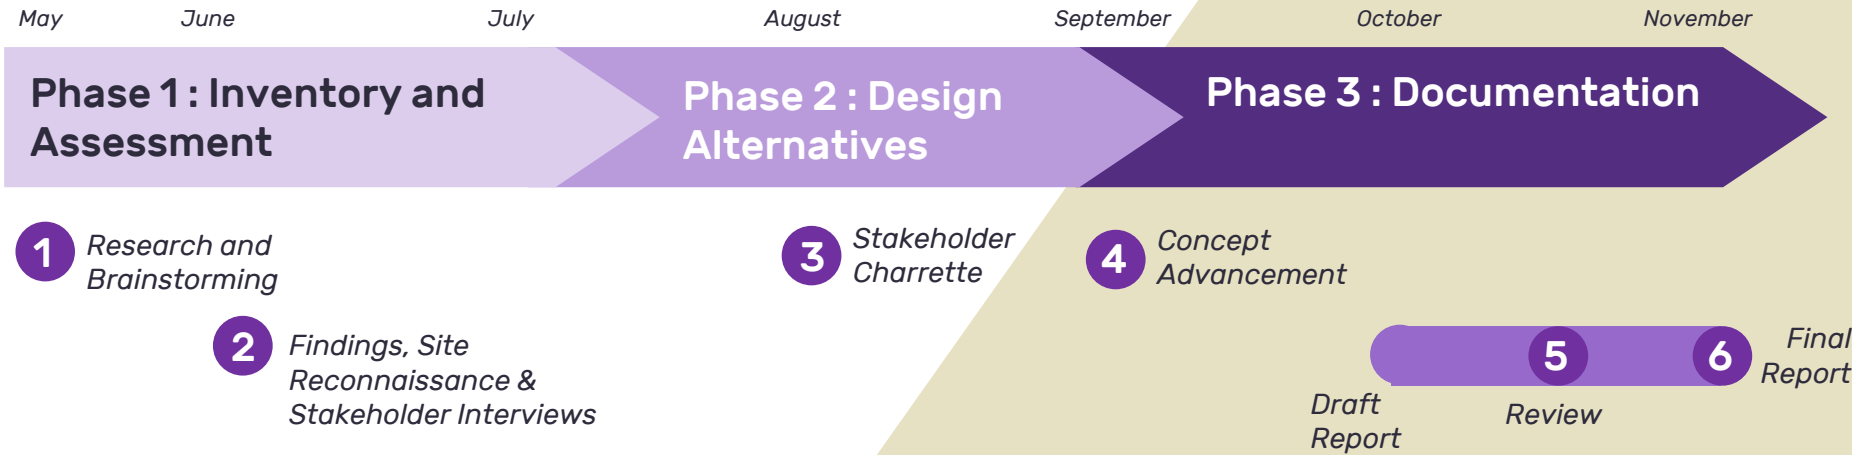 May June July August September October November
Phase 1 : Inventory and
Assessment
Phase 2 : Design
Alternatives
Phase 3 : Documentation
1
Research and
Brainstorming
2
Findings, Site
Reconnaissance &
Stakeholder Interviews
3
Stakeholder
Charrette
4
Concept
Advancement
Draft
Report
5
Review
6
Final
Report